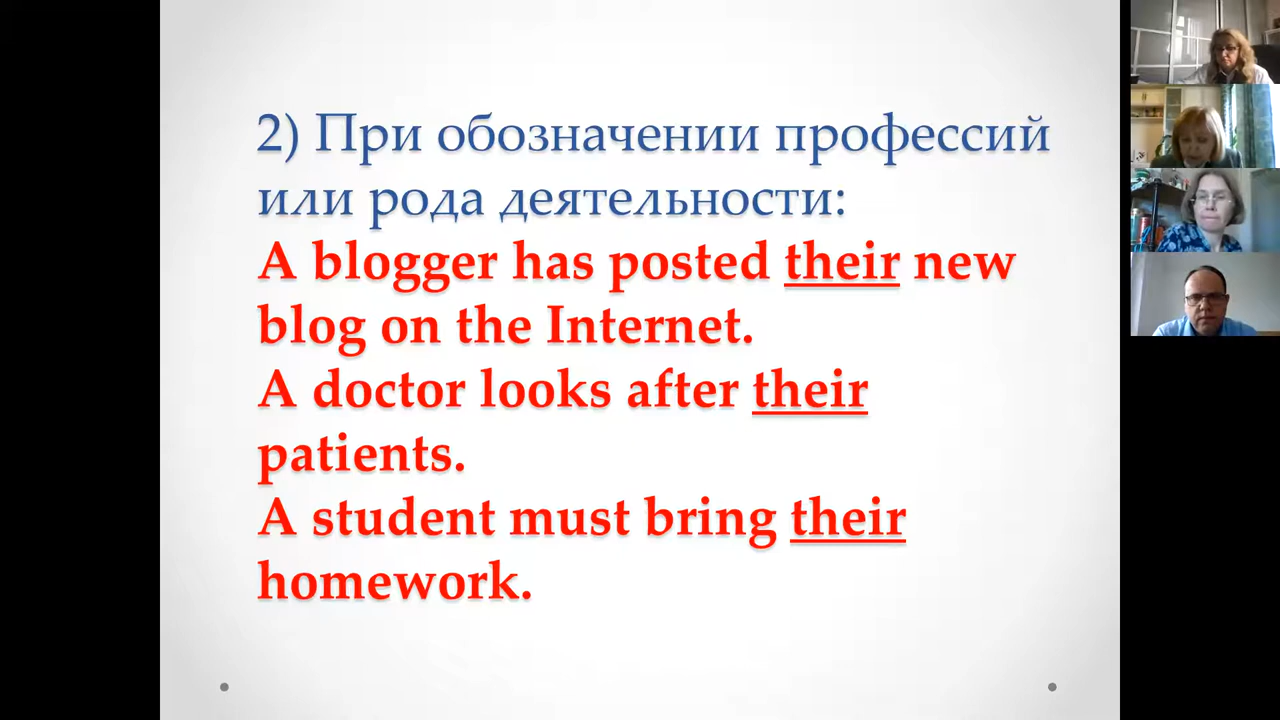 2) При обозначении профессий
или рода деятельности:
A blogger has posted their new
blog on the Internet.
A doctor looks after their
patients.
A student must bring their
homework.